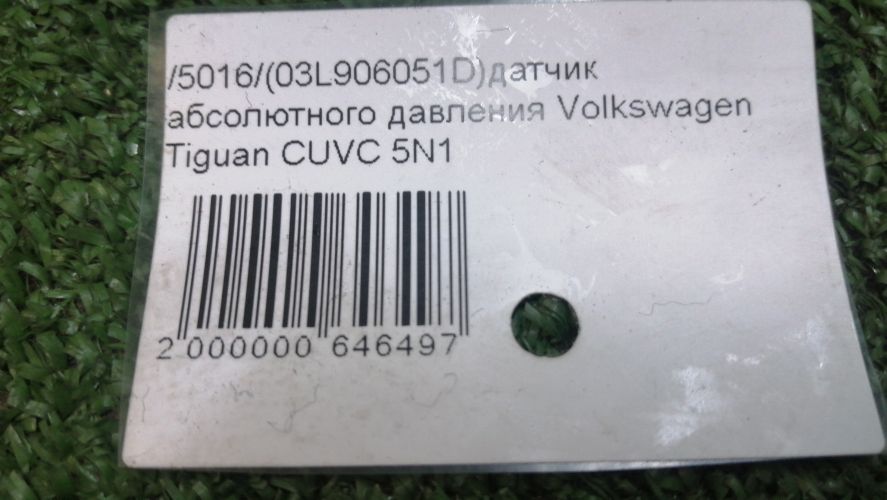 /5016/(03L906051D)датчик
абсолютного давления Volkswagen
Tiguan CUVC 5N1
2 000000 646497